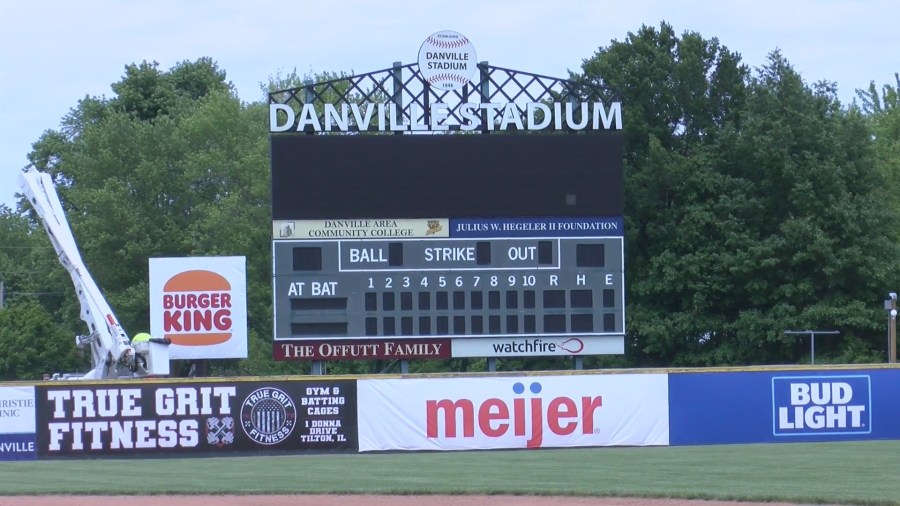 DANVILLE
STADIUM
1946
DANVILLE STADIUM
DANVILLE AREA
COMMUNITY COLLEGE
JULIUS W. HEGELER II FOUNDATION
BALL STRIKE OUT
AT BAT 1 2 3 4 5 6 7 8 9 10 R H E
BURGER
KING
THE OFFUTT FAMILY
watchfire
TRUE GRIT
FITNESS
TRUE GRIT
FITNESS
GYM &
BATTING
CAGES
1 DONNA
DRIVE
TILTON, IL
meijer
BUD
LIGHT